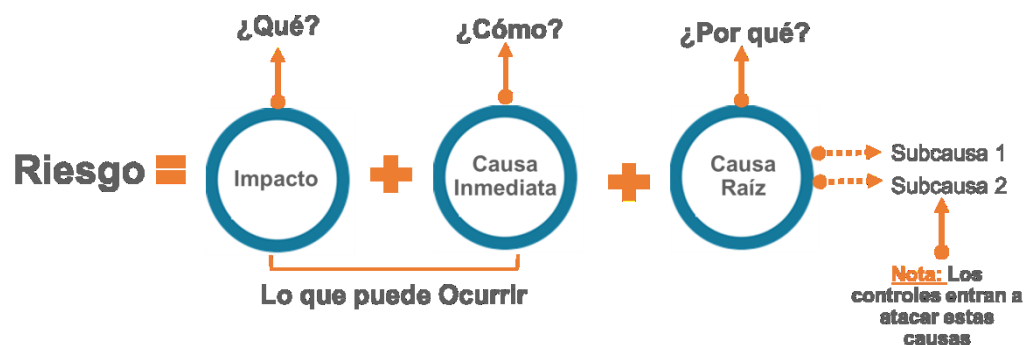 ¿Qué?
¿Cómo?
¿Por qué?
Riesgo =
Impacto
+
Causa
Inmediata
+
Causa
Raíz
Subcausa 1
Subcausa 2
Lo que puede OcurrIr
Nota: Los
controles entran a
atacar estas
causas